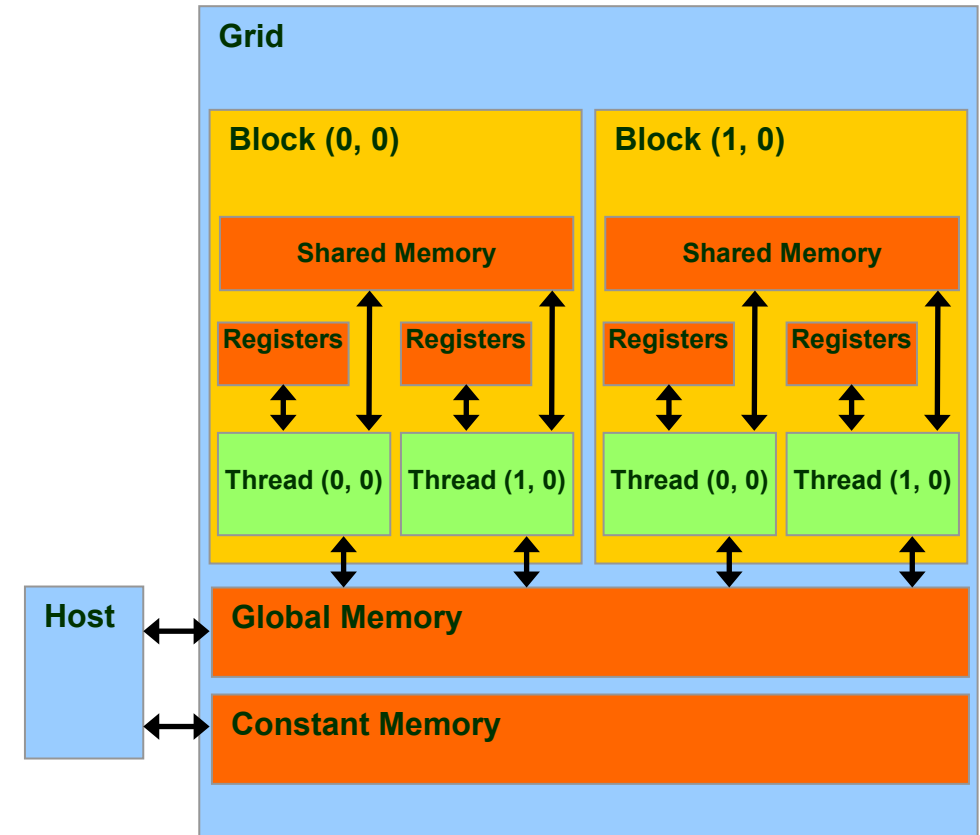 Grid
Block (0, 0)
Block (1, 0)
Shared Memory
Shared Memory
Registers
Registers
Registers
Registers
Thread (0, 0)
Thread (1, 0)
Thread (0, 0)
Thread (1, 0)
Host
Global Memory
Constant Memory